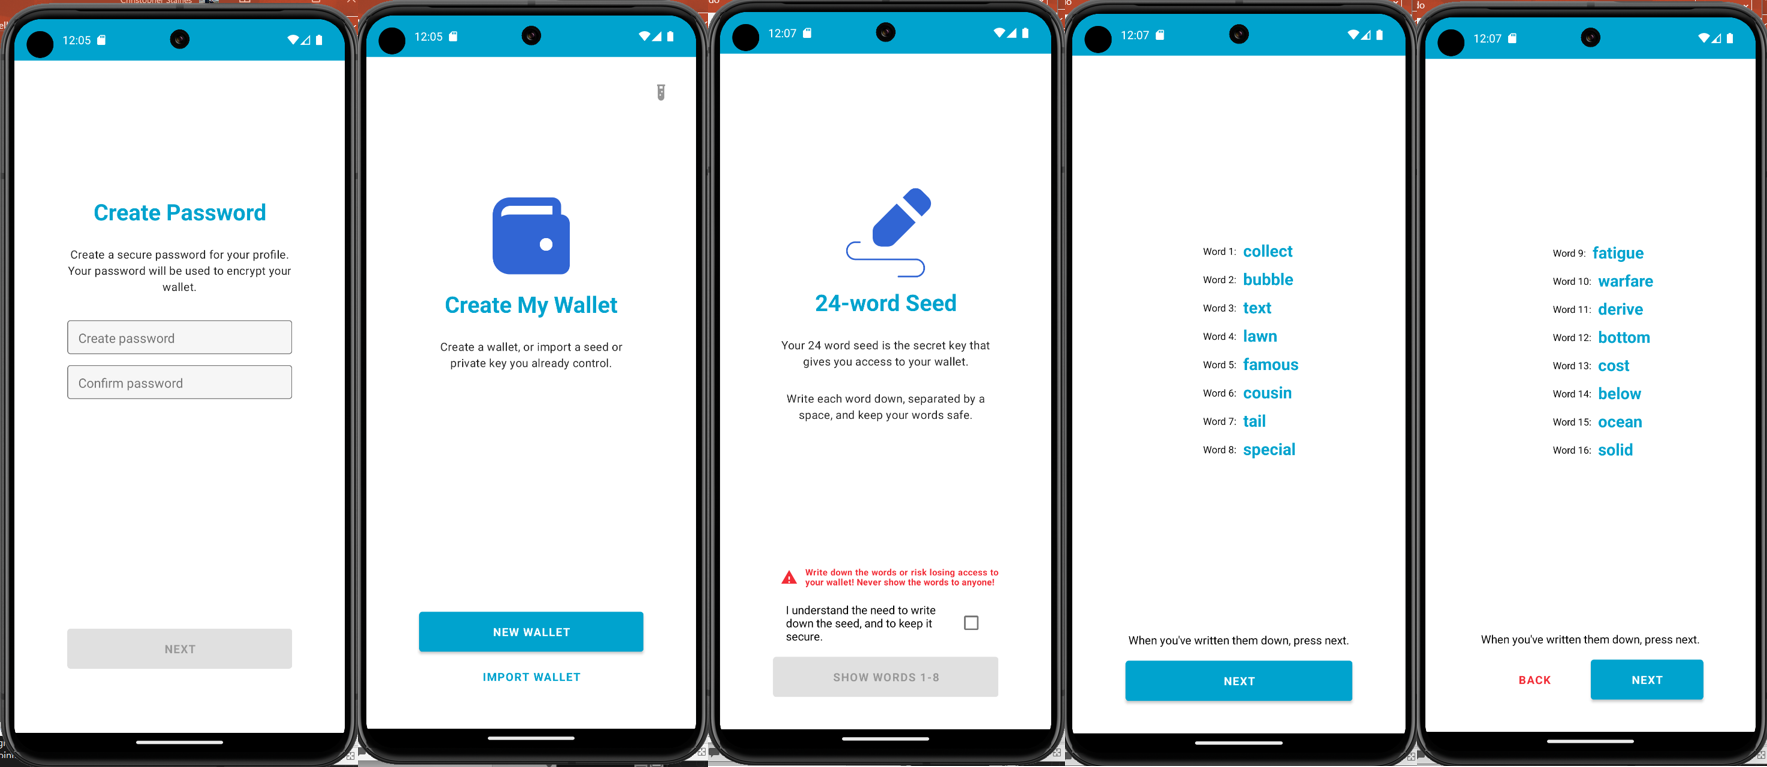 Christopher Staines
12:05
Create Password
Create a secure password for your profile.
Your password will be used to encrypt your
wallet.
Create password
Confirm password
NEXT
12:05
Create My Wallet
Create a wallet, or import a seed or
private key you already control.
NEW WALLET
IMPORT WALLET
12:07
24-word Seed
Your 24 word seed is the secret key that
gives you access to your wallet.
Write each word down, separated by a
space, and keep your words safe.
Write down the words or risk losing access to
your wallet! Never show the words to anyone!
I understand the need to write
down the seed, and to keep it
secure.
SHOW WORDS 1-8
12:07
Word 1: collect
Word 2: bubble
Word 3: text
Word 4: lawn
Word 5: famous
Word 6: cousin
Word 7: tail
Word 8: special
When you've written them down, press next.
NEXT
12:07
Word 9: fatigue
Word 10: warfare
Word 11: derive
Word 12: bottom
Word 13: cost
Word 14: below
Word 15: ocean
Word 16: solid
When you've written them down, press next.
BACK
NEXT